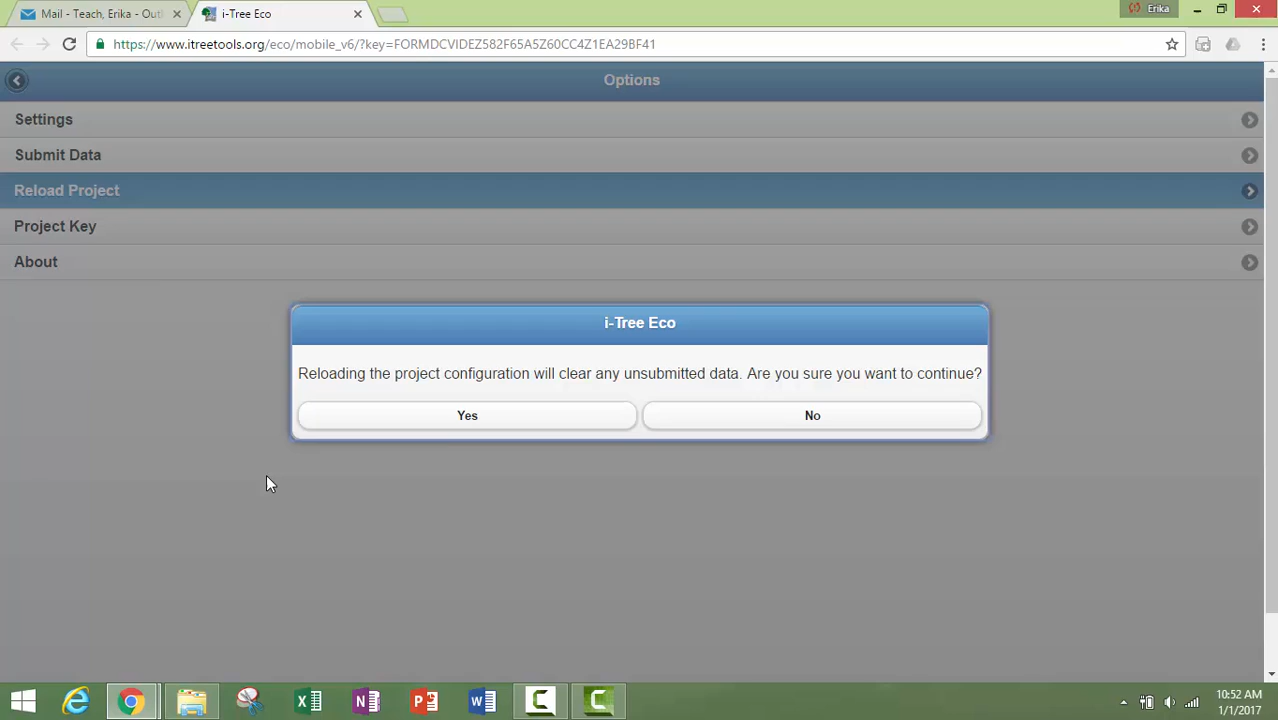 Mail - Teach, Erika - Outl
i-Tree Eco
Erika
https://www.itreetools.org/eco/mobile_v6/?key=FORMDCVIDEZ582F65A5Z60CC4Z1EA29BF41
Options
Settings
Submit Data
Reload Project
Project Key
About
i-Tree Eco
Reloading the project configuration will clear any unsubmitted data. Are you sure you want to continue?
Yes
No
10:52 AM
1/1/2017